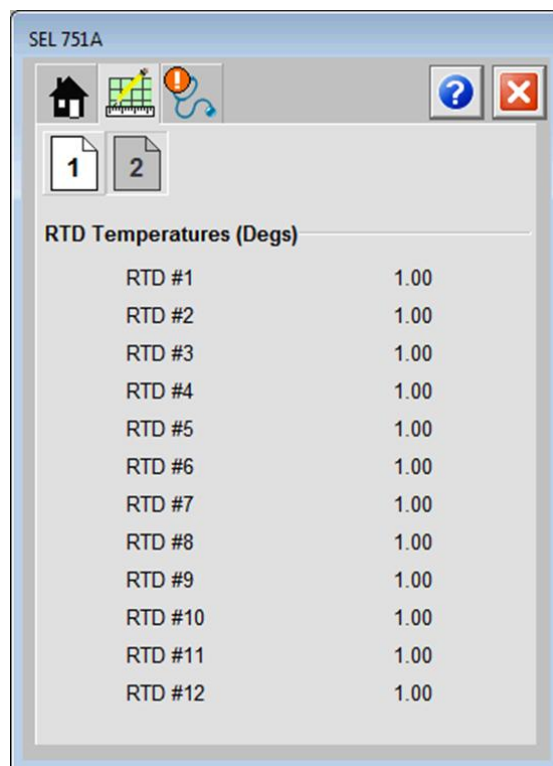 SEL 751A
1 2
RTD Temperatures (Degs)
RTD #1 1.00
RTD #2 1.00
RTD #3 1.00
RTD #4 1.00
RTD #5 1.00
RTD #6 1.00
RTD #7 1.00
RTD #8 1.00
RTD #9 1.00
RTD #10 1.00
RTD #11 1.00
RTD #12 1.00